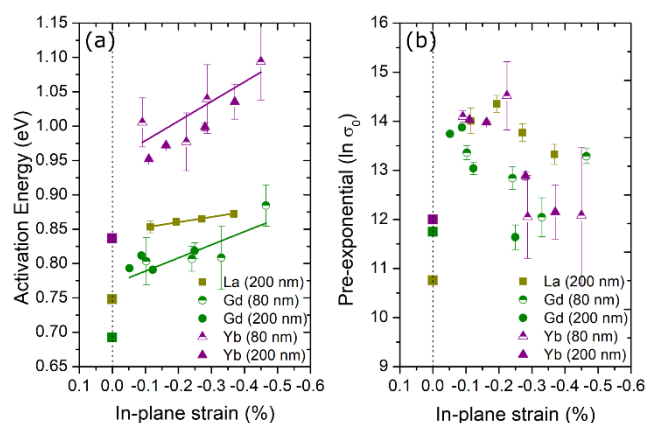 (a)
1.15
1.10
1.05
1.00
0.95
0.90
0.85
0.80
0.75
0.70
0.65
Activation Energy (eV)
La (200 nm)
Gd (80 nm)
Gd (200 nm)
Yb (80 nm)
Yb (200 nm)
0.1 0.0 -0.1 -0.2 -0.3 -0.4 -0.5 -0.6
In-plane strain (%)
(b)
16
15
14
13
12
11
10
9
Pre-exponential (ln σ0)
La (200 nm)
Gd (80 nm)
Gd (200 nm)
Yb (80 nm)
Yb (200 nm)
0.1 0.0 -0.1 -0.2 -0.3 -0.4 -0.5 -0.6
In-plane strain (%)